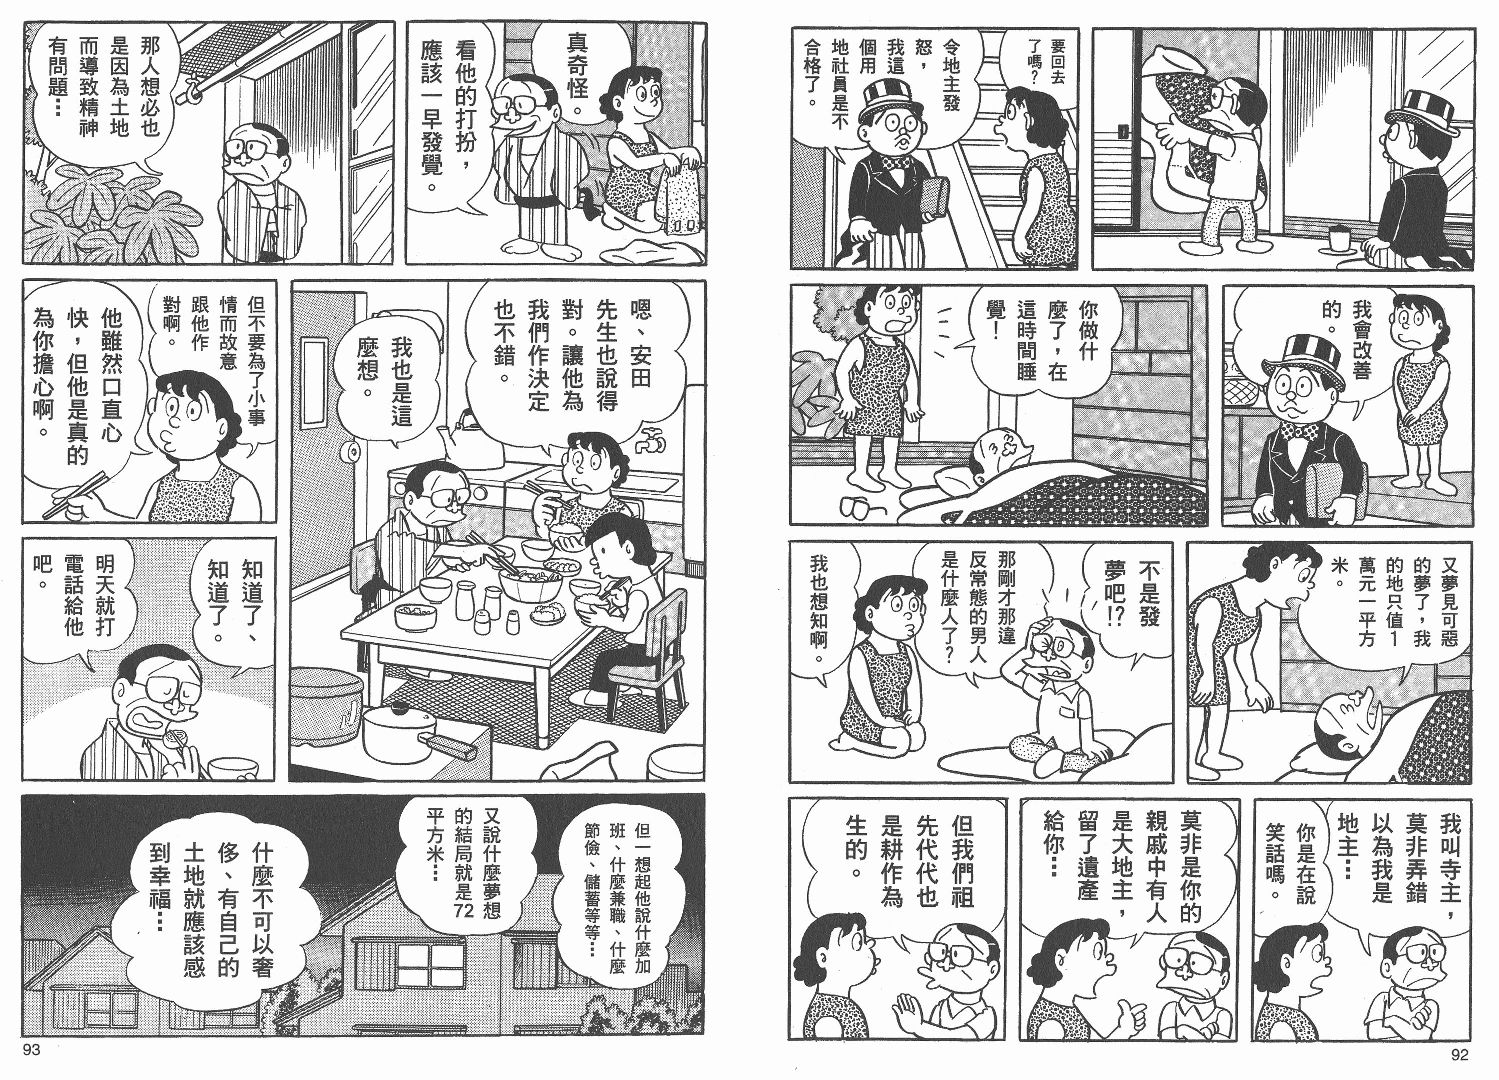 要回去
了嗎？
令地主發
怒，
我這
個用
地社員是不
合格了。
我會改善
的。
你做什
麼了，在
這時間睡
覺！
又夢見可惡
的夢了，我
的地只值1
萬元一平方
米。
不是發
夢吧!?
那剛才那違
反常態的男人
是什麼人了？
我也想知啊。
我叫寺主，
莫非弄錯
以為我是
地主…
你是在說
笑話嗎。
莫非是你的
親戚中有人
是大地主，
留了遺產
給你…
但我們祖
先代代也
是耕作為
生的。
92
真奇怪。
看他的打扮，
應該一早發覺。
那人想必也
是因為土地
而導致精神
有問題…
嗯、安田
先生也說得
對。讓他為
我們作決定
也不錯。
我也是這
麼想。
但不要為了小事
情而故意
跟他作
對啊。
他雖然口直心
快，但他是真的
為你擔心啊。
知道了、
知道了。
明天就打
電話給他
吧。
但一想起他說什麼加
班、什麼兼職、什麼
節儉、儲蓄等等…
又說什麼夢想
的結局就是72
平方米…
什麼不可以奢
侈、有自己的
土地就應該感
到幸福…
93